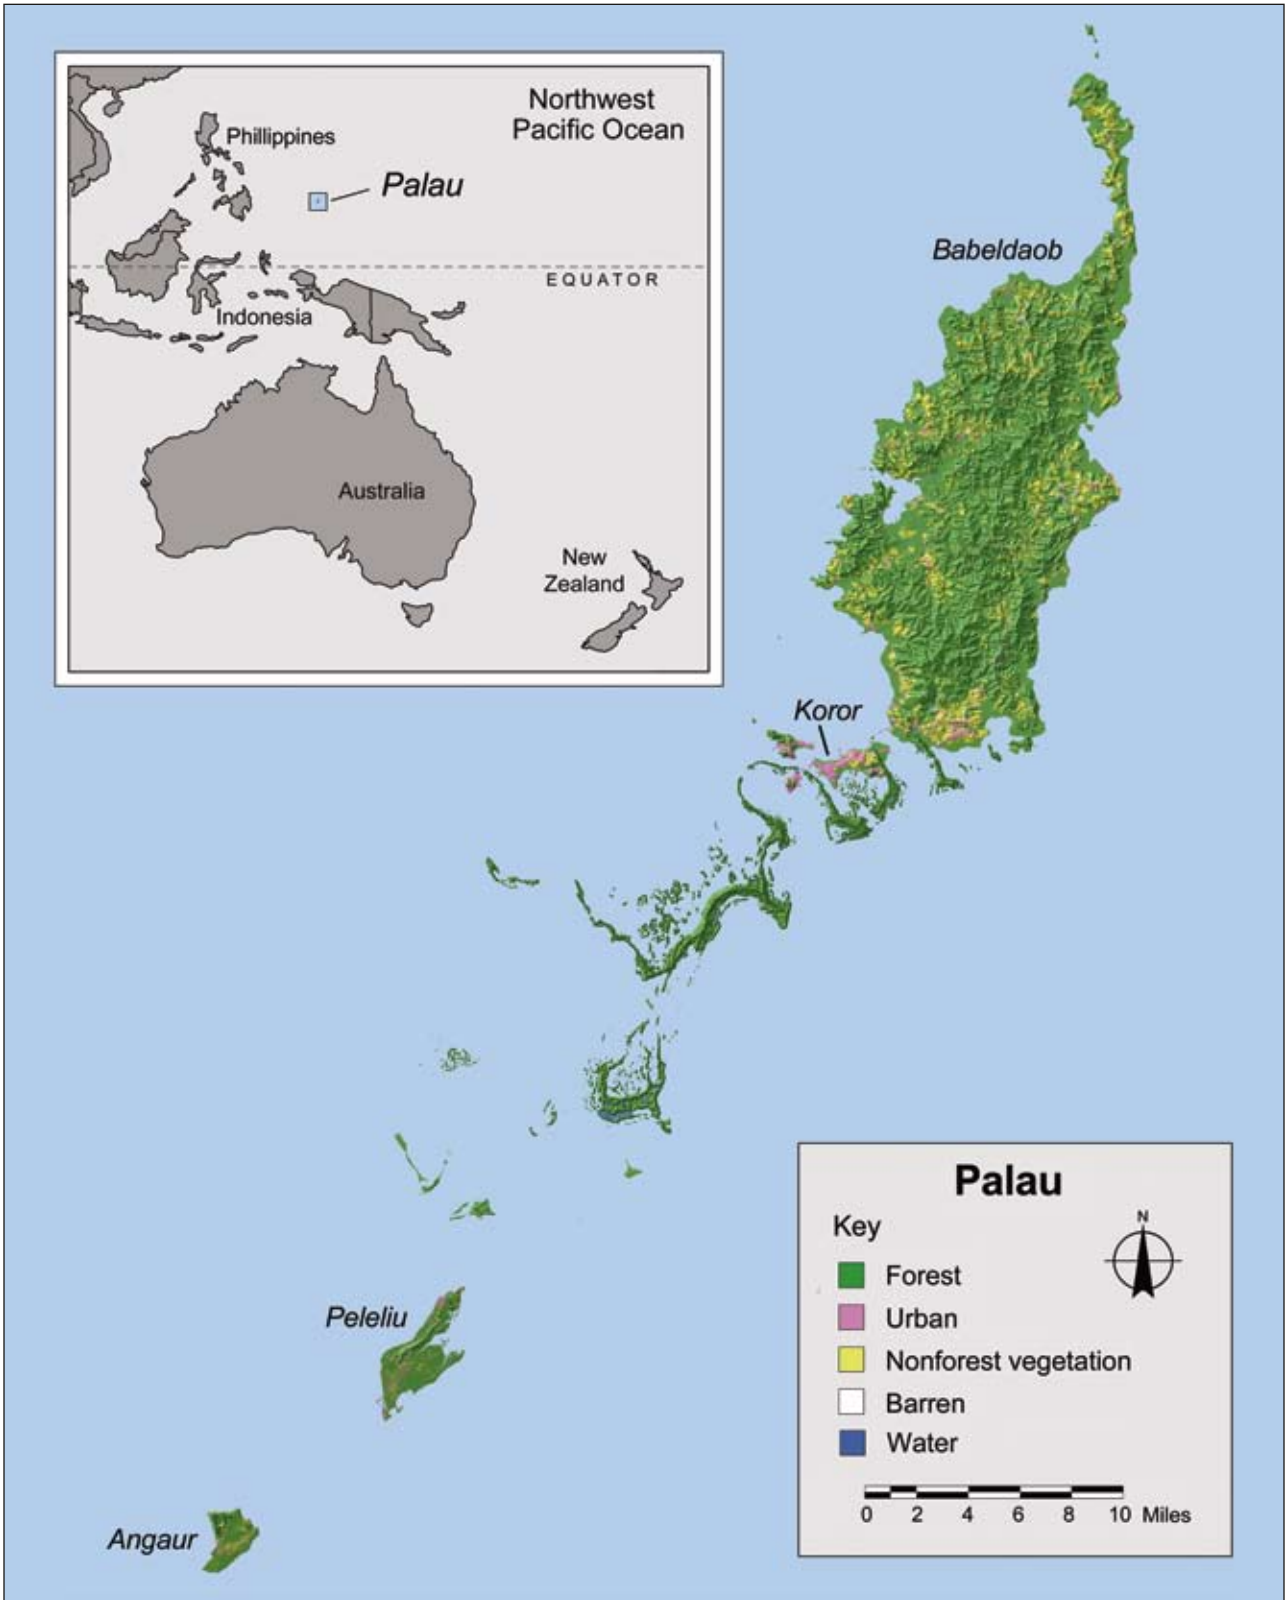 Northwest
Pacific Ocean
Phillippines
Palau
EQUATOR
Indonesia
Australia
New
Zealand
Babeldaob
Koror
Peleliu
Angaur
Palau
Key
N
Forest
Urban
Nonforest vegetation
Barren
Water
0 2 4 6 8 10 Miles